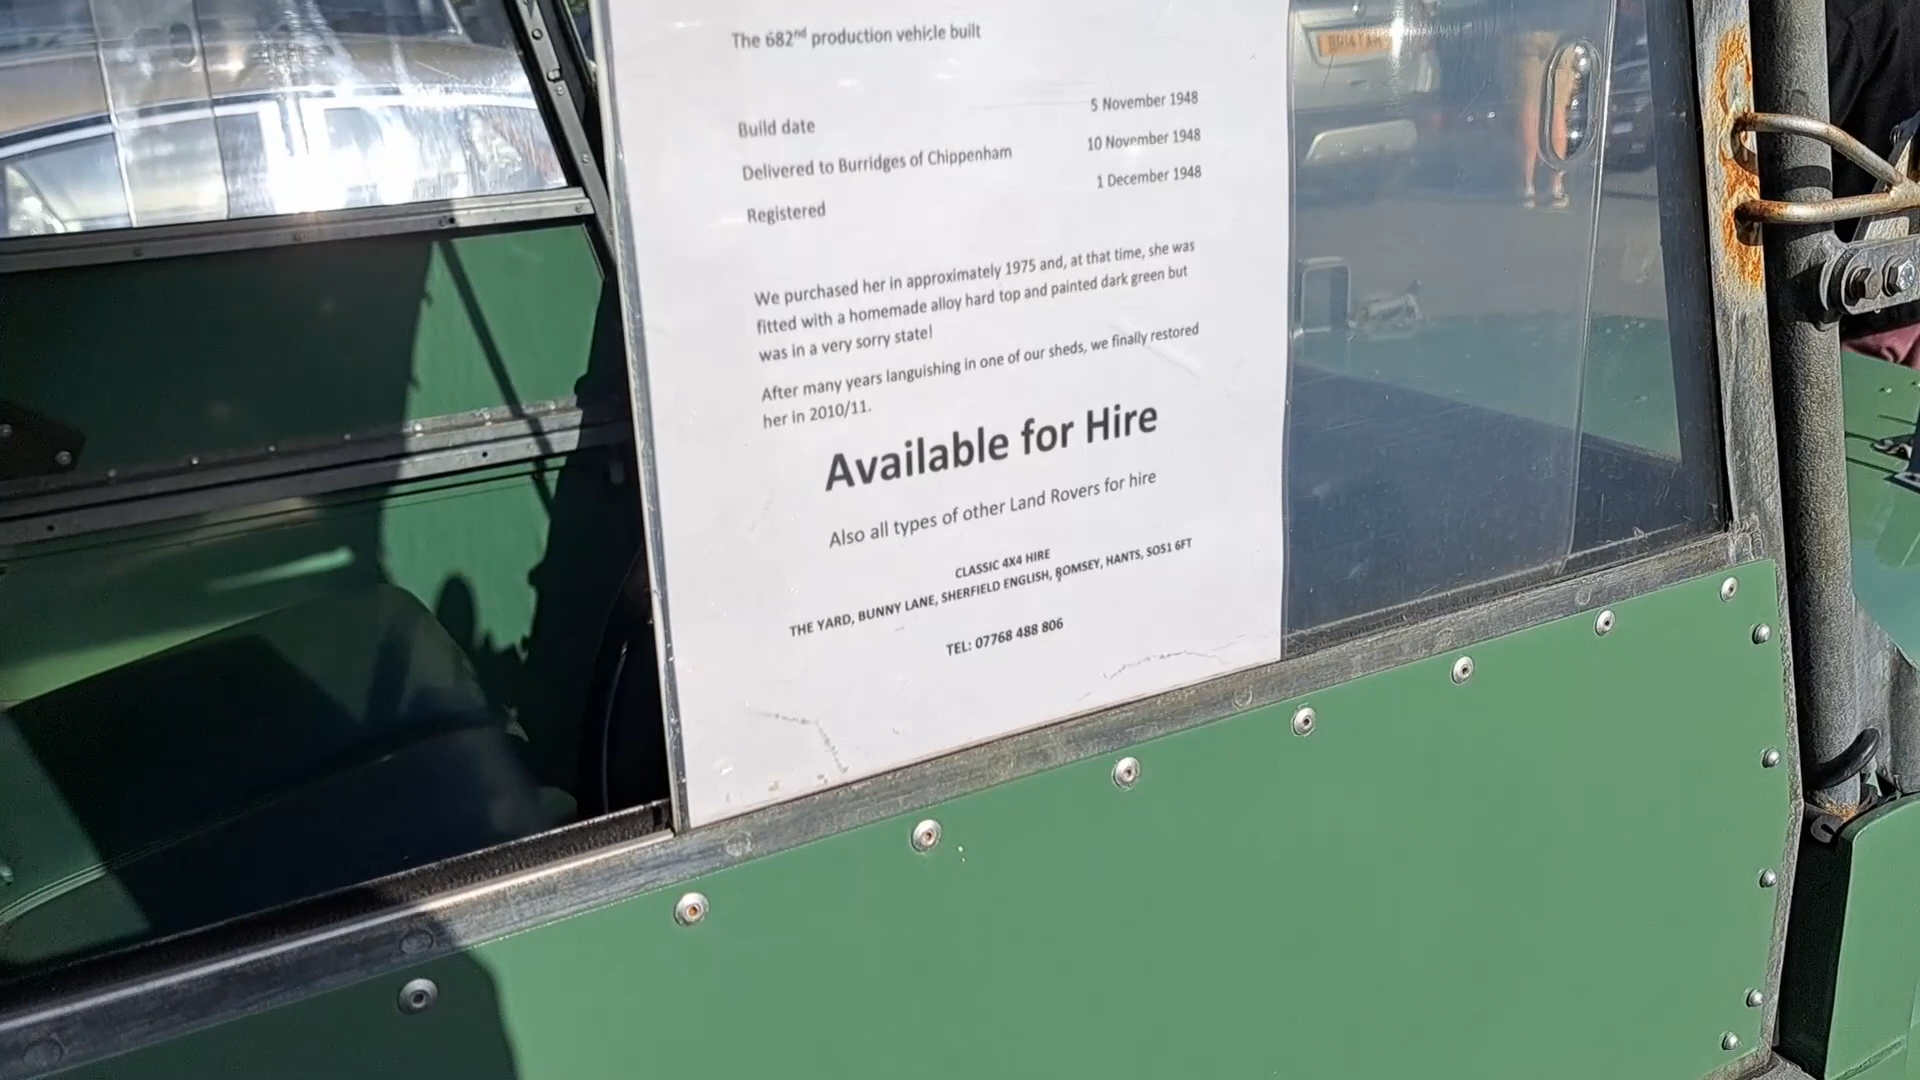 The 682nd production vehicle built
Build date 5 November 1948
Delivered to Burridges of Chippenham 10 November 1948
Registered 1 December 1948
We purchased her in approximately 1975 and, at that time, she was
fitted with a homemade alloy hard top and painted dark green but
was in a very sorry state!
After many years languishing in one of our sheds, we finally restored
her in 2010/11.
Available for Hire
Also all types of other Land Rovers for hire
CLASSIC 4X4 HIRE
THE YARD, BUNNY LANE, SHERFIELD ENGLISH, ROMSEY, HANTS, SO51 6FT
TEL: 07768 488 806